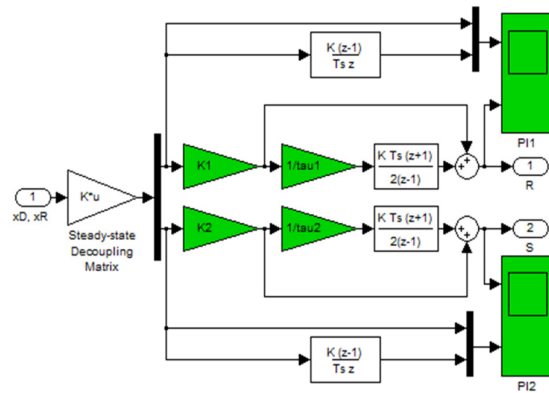 K (z-1)
Ts z
PI1
K1
1/tau1
K Ts (z+1)
2(z-1)
1
R
1
xD, xR
K*u
Steady-state
Decoupling
Matrix
K2
1/tau2
K Ts (z+1)
2(z-1)
2
S
K (z-1)
Ts z
PI2